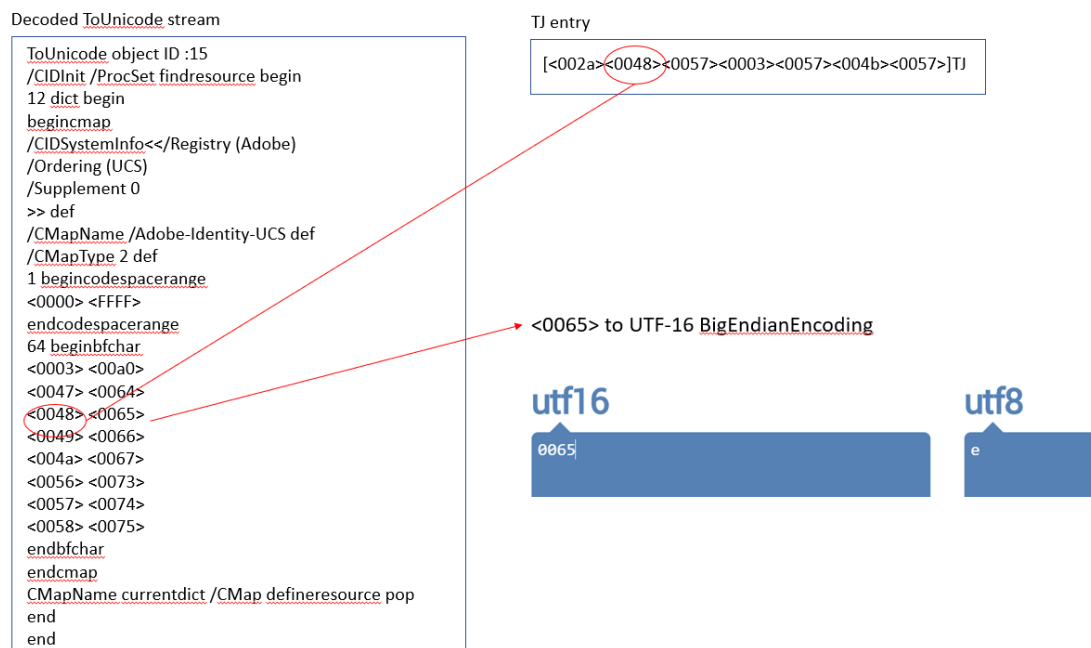 Decoded ToUnicode stream
ToUnicode object ID :15
/CIDInit /ProcSet findresource begin
12 dict begin
begincmap
/CIDSystemInfo<</Registry (Adobe)
/Ordering (UCS)
/Supplement 0
>> def
/CMapName /Adobe-Identity-UCS def
/CMapType 2 def
1 begincodespacerange
<0000> <FFFF>
endcodespacerange
64 beginbfchar
<0003> <00a0>
<0047> <0064>
<0048> <0065>
<0049> <0066>
<004a> <0067>
<0056> <0073>
<0057> <0074>
<0058> <0075>
endbfchar
endcmap
CMapName currentdict /CMap defineresource pop
end
end
TJ entry
[<002a><0048><0057><0003><0057><004b><0057>]TJ
<0065> to UTF-16 BigEndianEncoding
utf16
0065
utf8
e